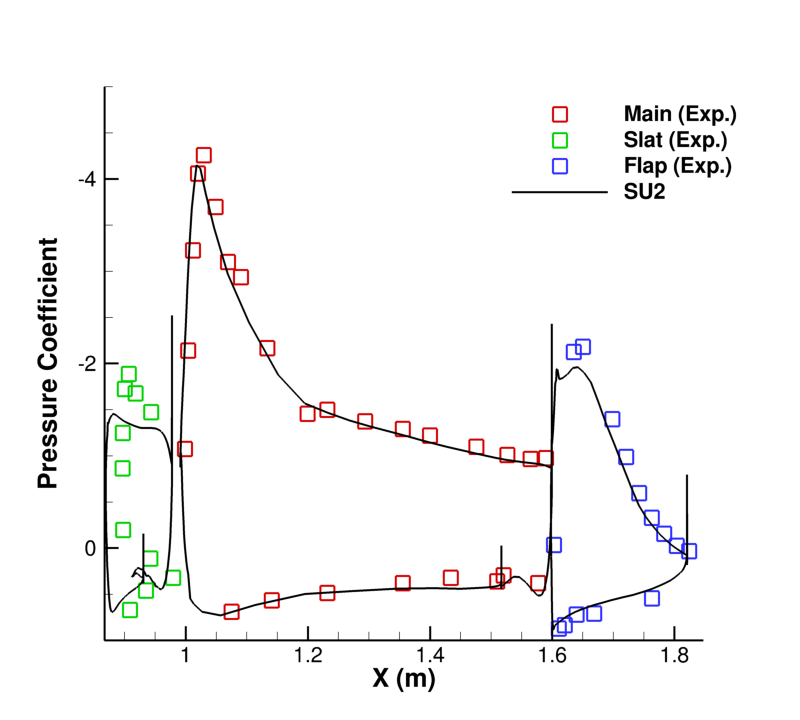 Main (Exp.)
Slat (Exp.)
Flap (Exp.)
SU2
Pressure Coefficient
-4
-2
0
1 1.2 1.4 1.6 1.8
X (m)